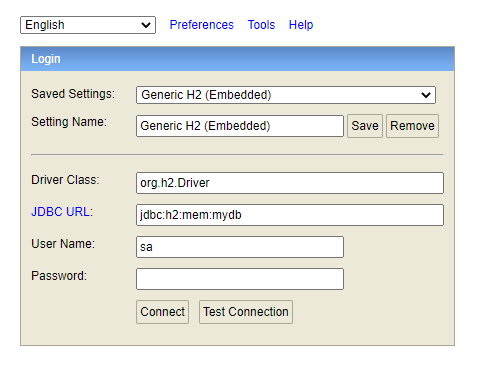 English Preferences Tools Help
Login
Saved Settings: Generic H2 (Embedded)
Setting Name: Generic H2 (Embedded) Save Remove
Driver Class: org.h2.Driver
JDBC URL: jdbc:h2:mem:mydb
User Name: sa
Password:
Connect Test Connection